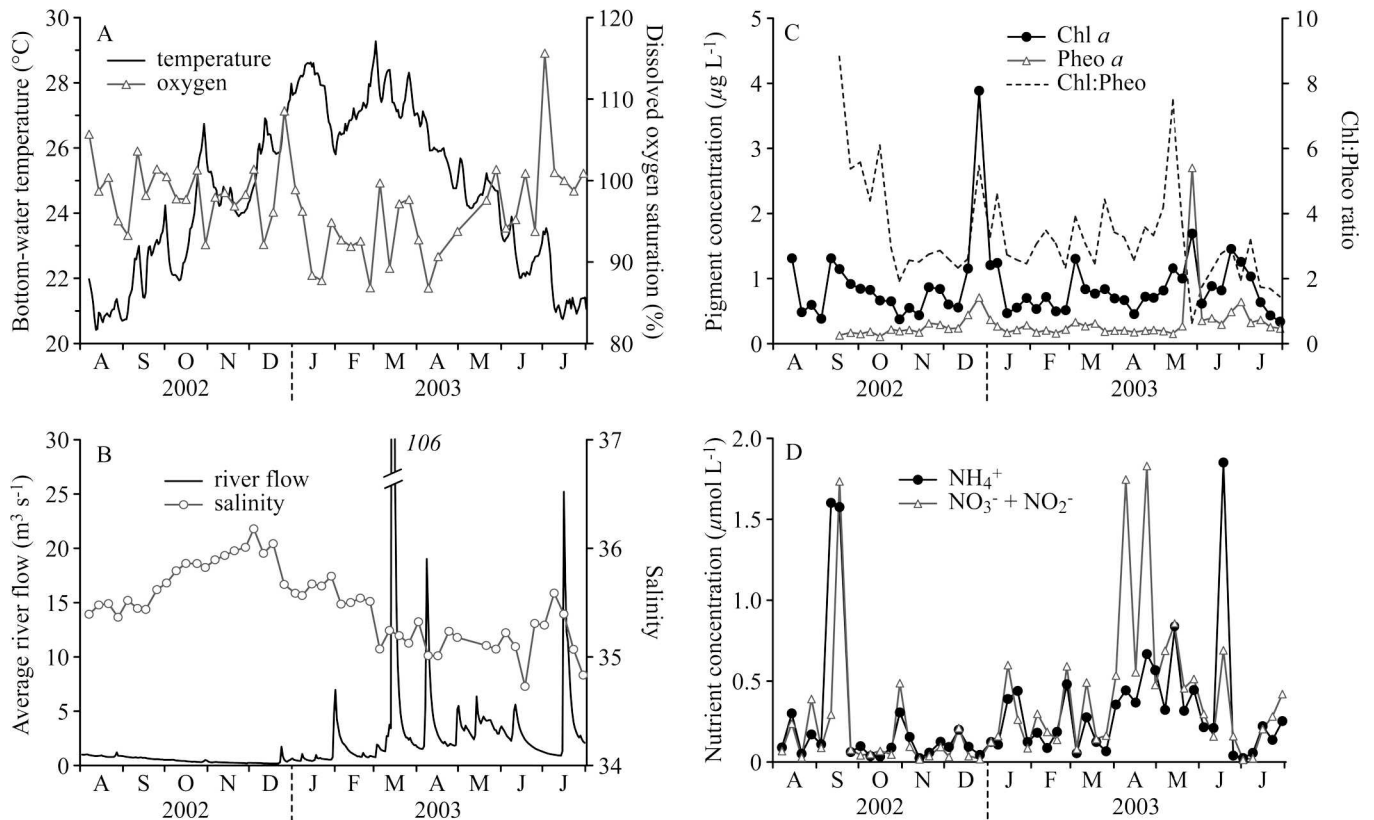 A
temperature
oxygen
Bottom-water temperature (°C)
30
28
26
24
22
20
Dissolved oxygen saturation (%)
120
110
100
90
80
A S O N D J F M A M J J
2002 2003
C
Chl a
Pheo a
Chl:Pheo
Pigment concentration (µg L-1)
5
4
3
2
1
0
Chl:Pheo ratio
10
8
6
4
2
0
A S O N D J F M A M J J
2002 2003
B
106
river flow
salinity
Average river flow (m³ s-1)
30
25
20
15
10
5
0
Salinity
37
36
35
34
A S O N D J F M A M J J
2002 2003
D
NH₄⁺
NO₃⁻ + NO₂⁻
Nutrient concentration (µmol L-1)
2.0
1.5
1.0
0.5
0
A S O N D J F M A M J J
2002 2003